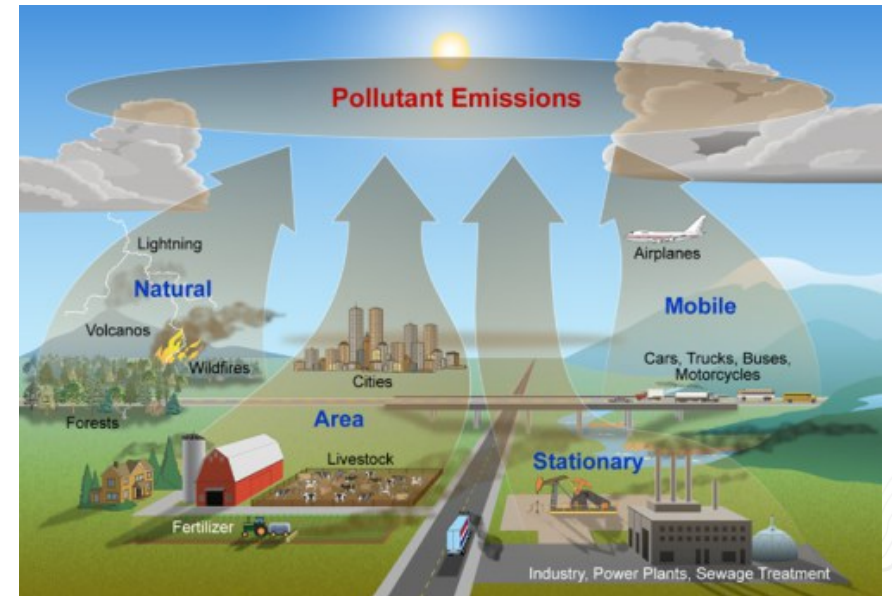 Pollutant Emissions
Lightning
Natural
Volcanos
Wildfires
Forests
Airplanes
Mobile
Cars, Trucks, Buses,
Motorcycles
Cities
Area
Livestock
Fertilizer
Stationary
Industry, Power Plants, Sewage Treatment